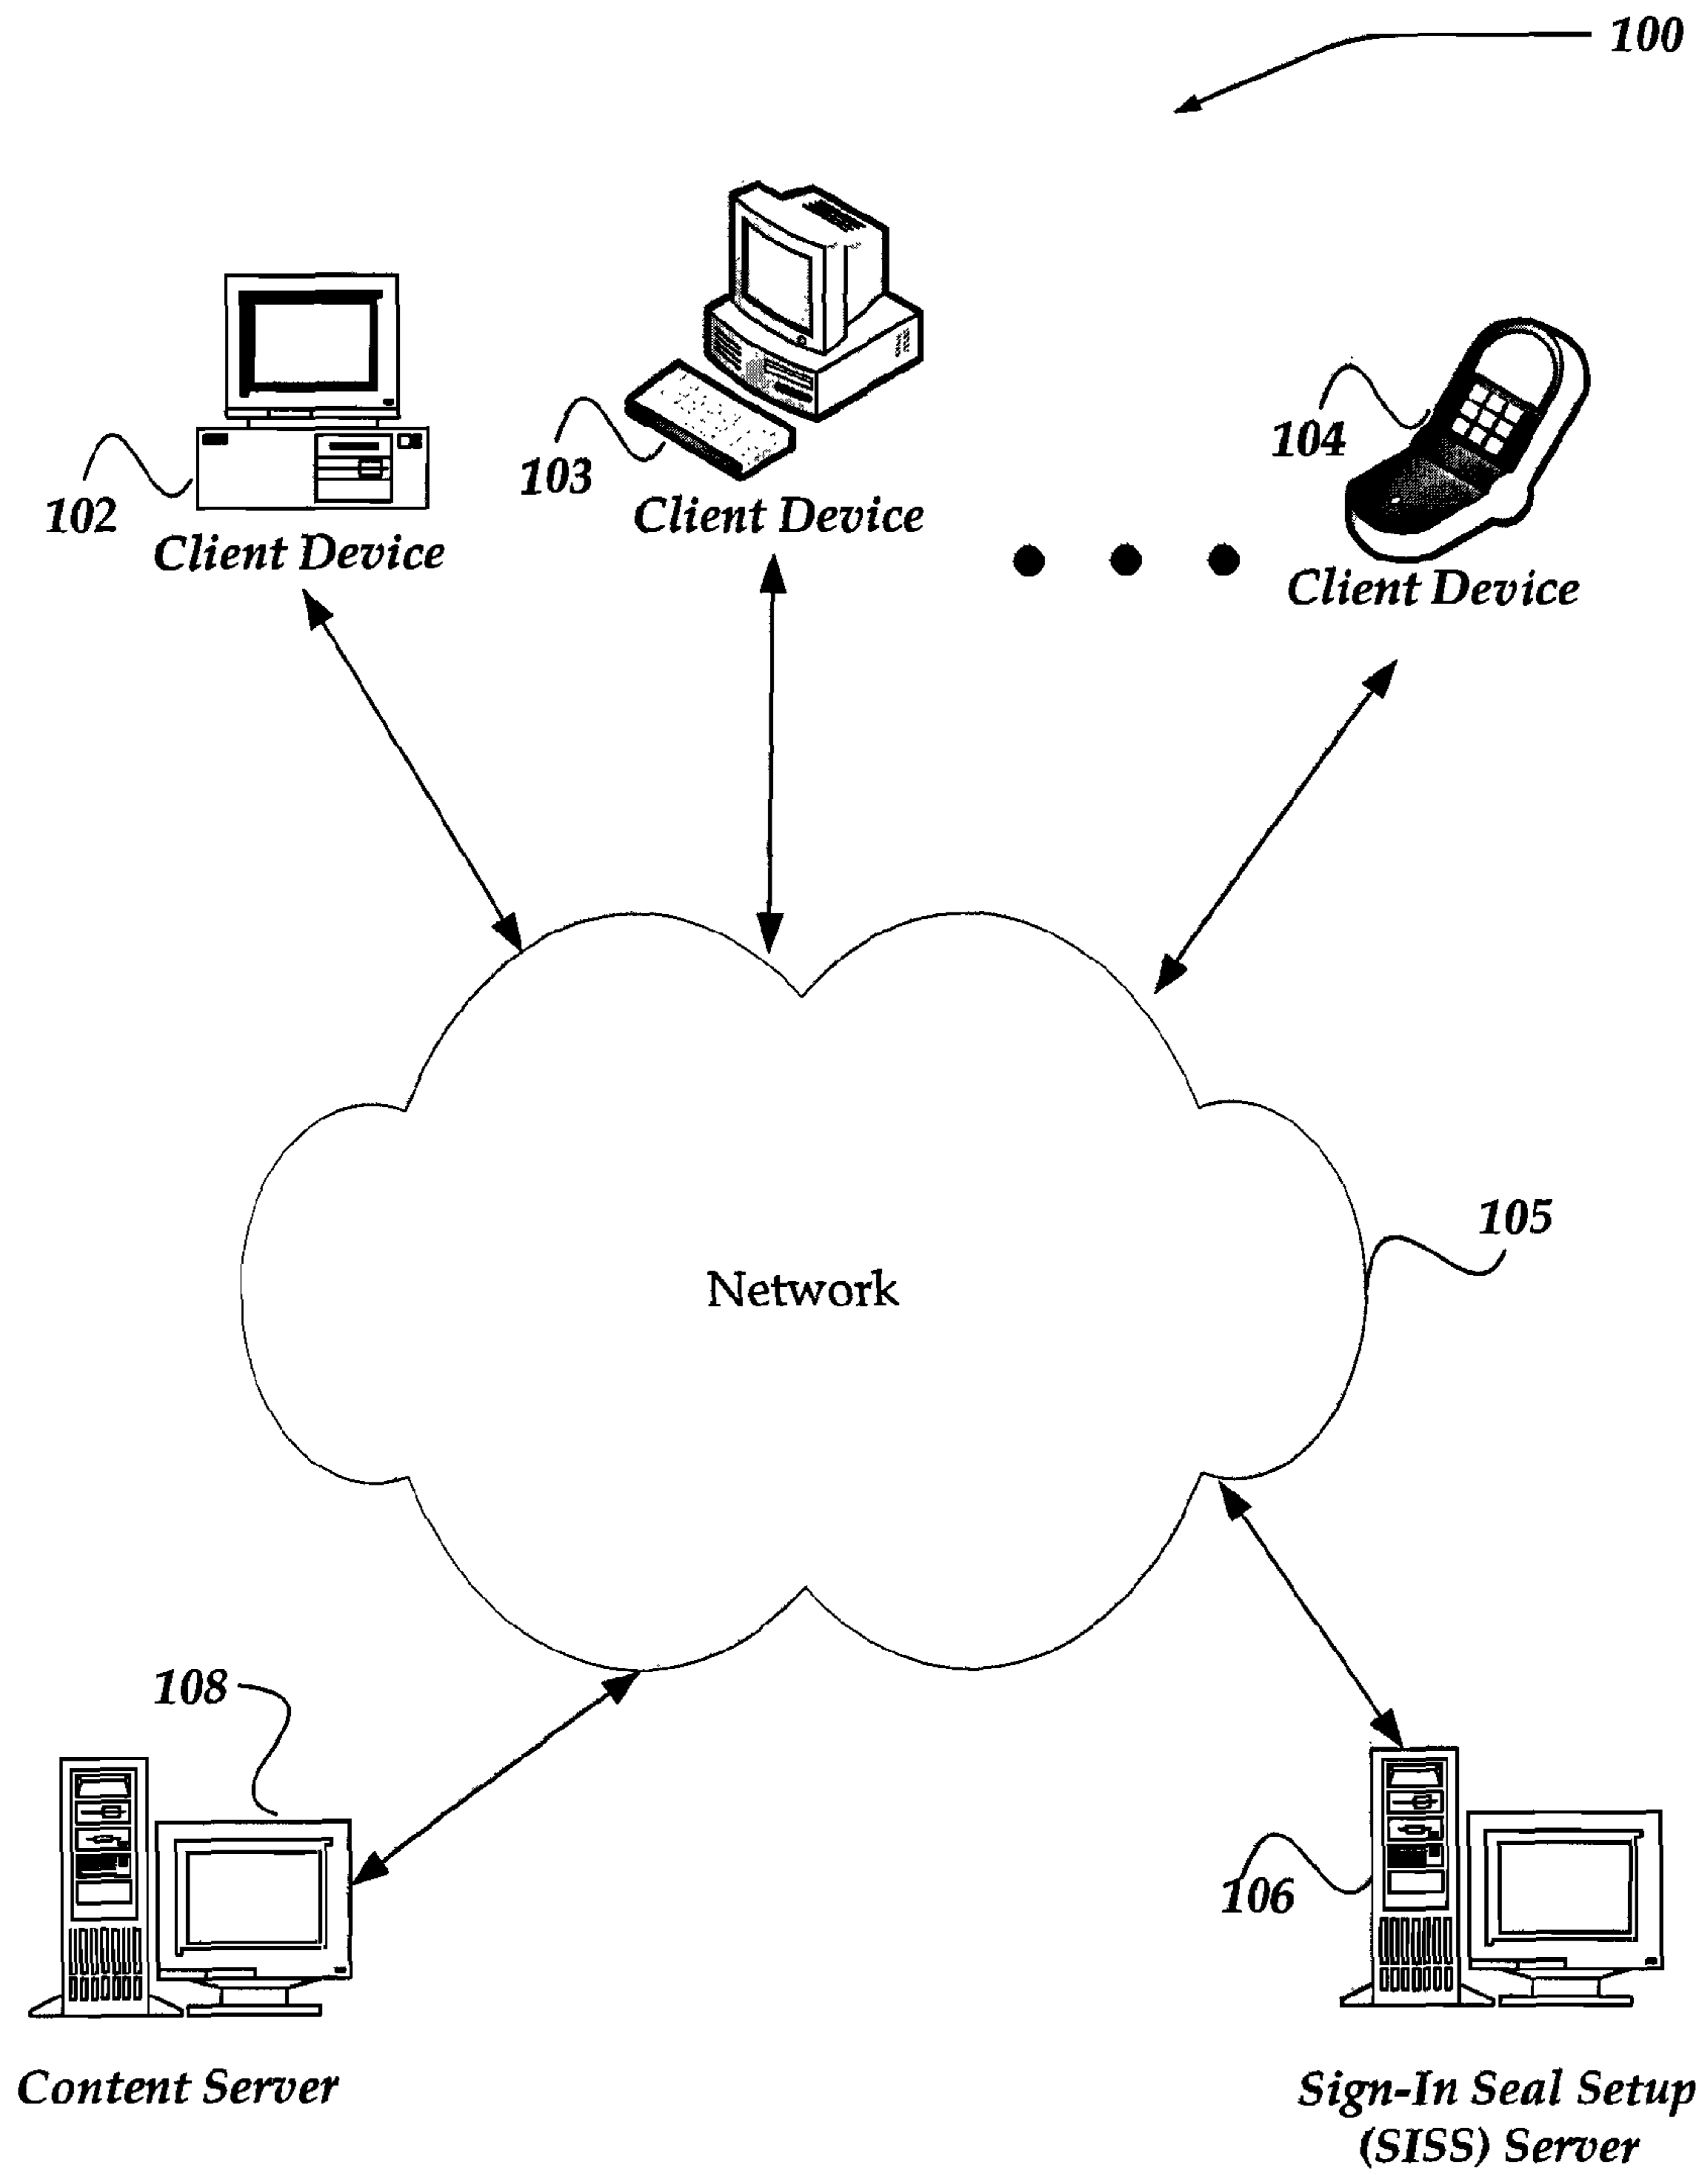 100
104
103
102
Client Device
Client Device
Client Device
105
Network
108
106
Content Server
Sign-In Seal Setup
(SISS) Server